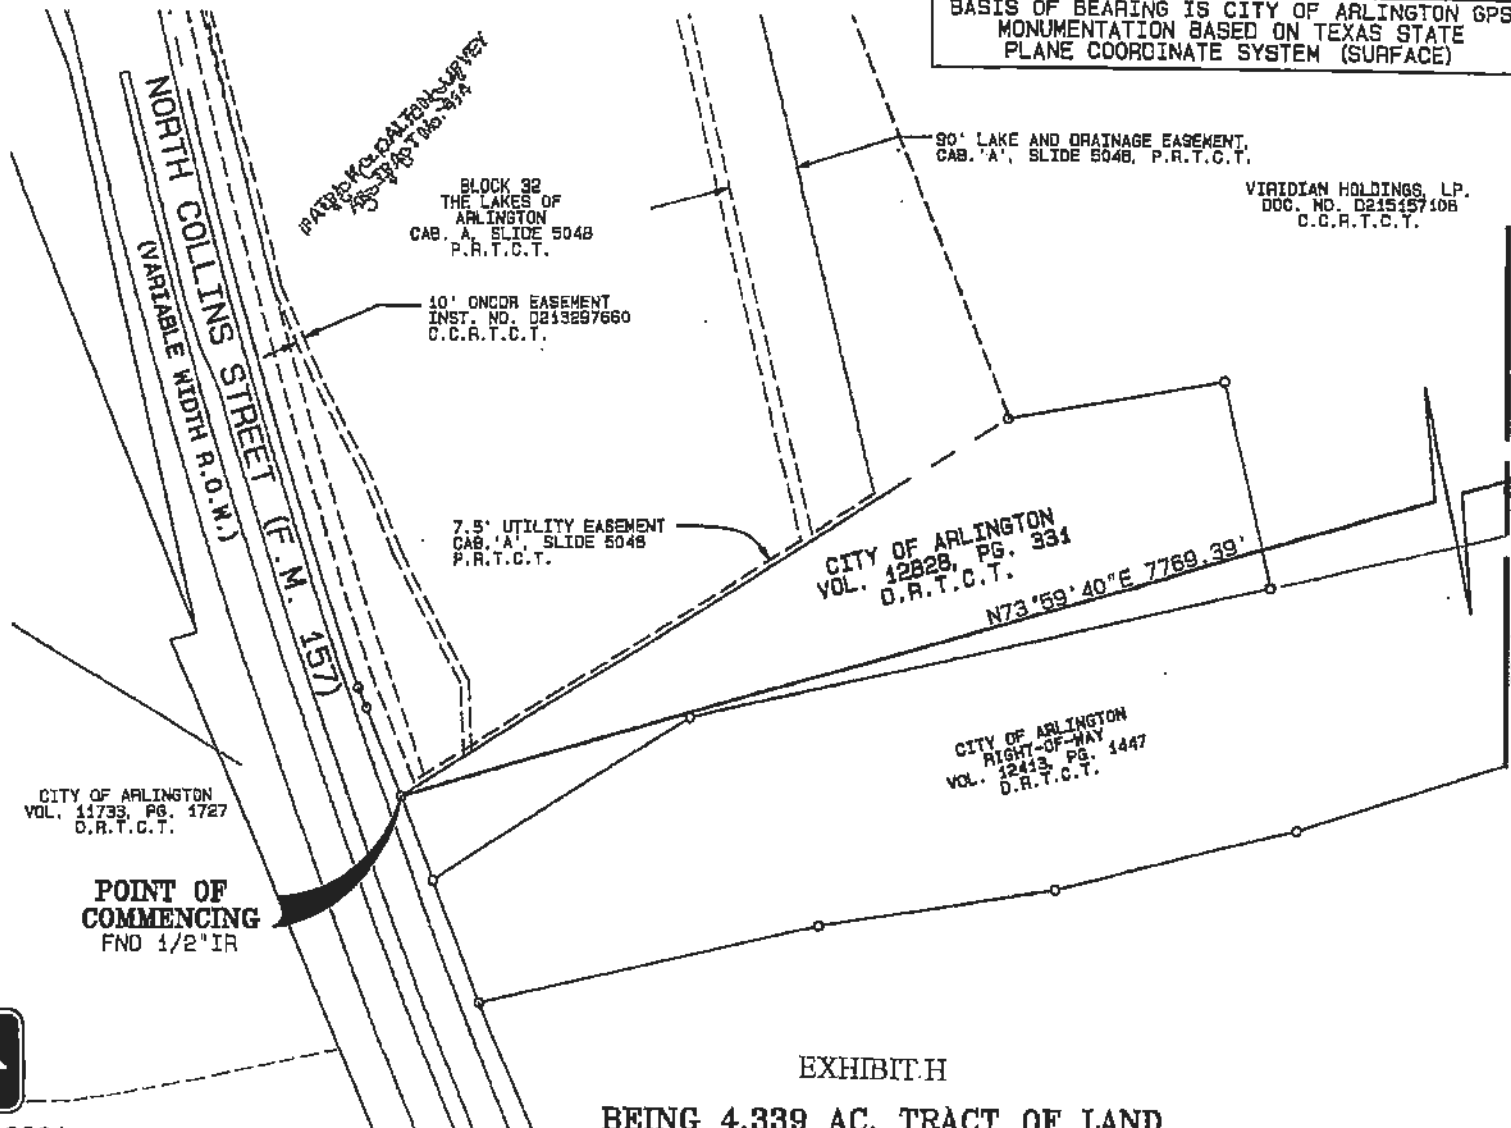 BASIS OF BEARING IS CITY OF ARLINGTON GPS
MONUMENTATION BASED ON TEXAS STATE
PLANE COORDINATE SYSTEM (SURFACE)
NORTH COLLINS STREET (F.M. 157)
(VARIABLE WIDTH R.O.W.)
BLOCK 32
THE LAKES OF
ARLINGTON
CAB. A, SLIDE 5048
P.R.T.C.T.
90' LAKE AND DRAINAGE EASEMENT,
CAB.'A', SLIDE 5048, P.R.T.C.T.
VIRIDIAN HOLDINGS, LP.
DOC. NO. D215157108
C.C.R.T.C.T.
10' ONCOR EASEMENT
INST. NO. D213297660
C.C.R.T.C.T.
7.5' UTILITY EASEMENT
CAB.'A', SLIDE 5048
P.R.T.C.T.
CITY OF ARLINGTON
VOL. 12828, PG. 331
D.R.T.C.T.
N73°59'40"E 7769.39'
CITY OF ARLINGTON
RIGHT-OF-WAY
VOL. 12413, PG. 1447
D.R.T.C.T.
CITY OF ARLINGTON
VOL. 11733, PG. 1727
D.R.T.C.T.
POINT OF
COMMENCING
FND 1/2"IR
EXHIBIT H
BEING 4.339 AC. TRACT OF LAND